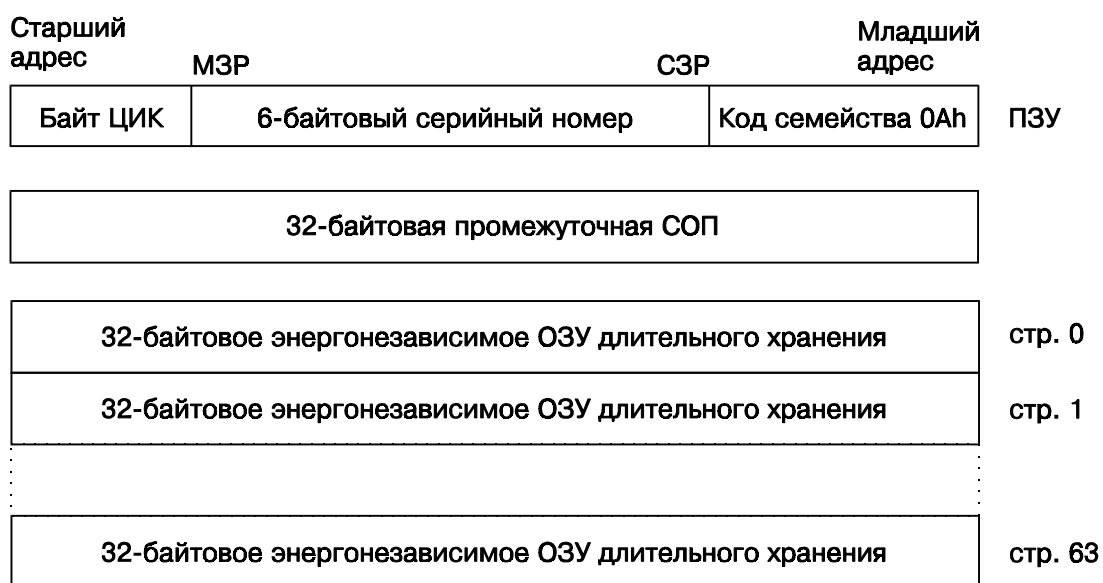 Старший адрес
МЗР
СЗР
Младший адрес
Байт ЦИК
6-байтовый серийный номер
Код семейства 0Ah
ПЗУ
32-байтовая промежуточная СОП
32-байтовое энергонезависимое ОЗУ длительного хранения
стр. 0
32-байтовое энергонезависимое ОЗУ длительного хранения
стр. 1
32-байтовое энергонезависимое ОЗУ длительного хранения
стр. 63